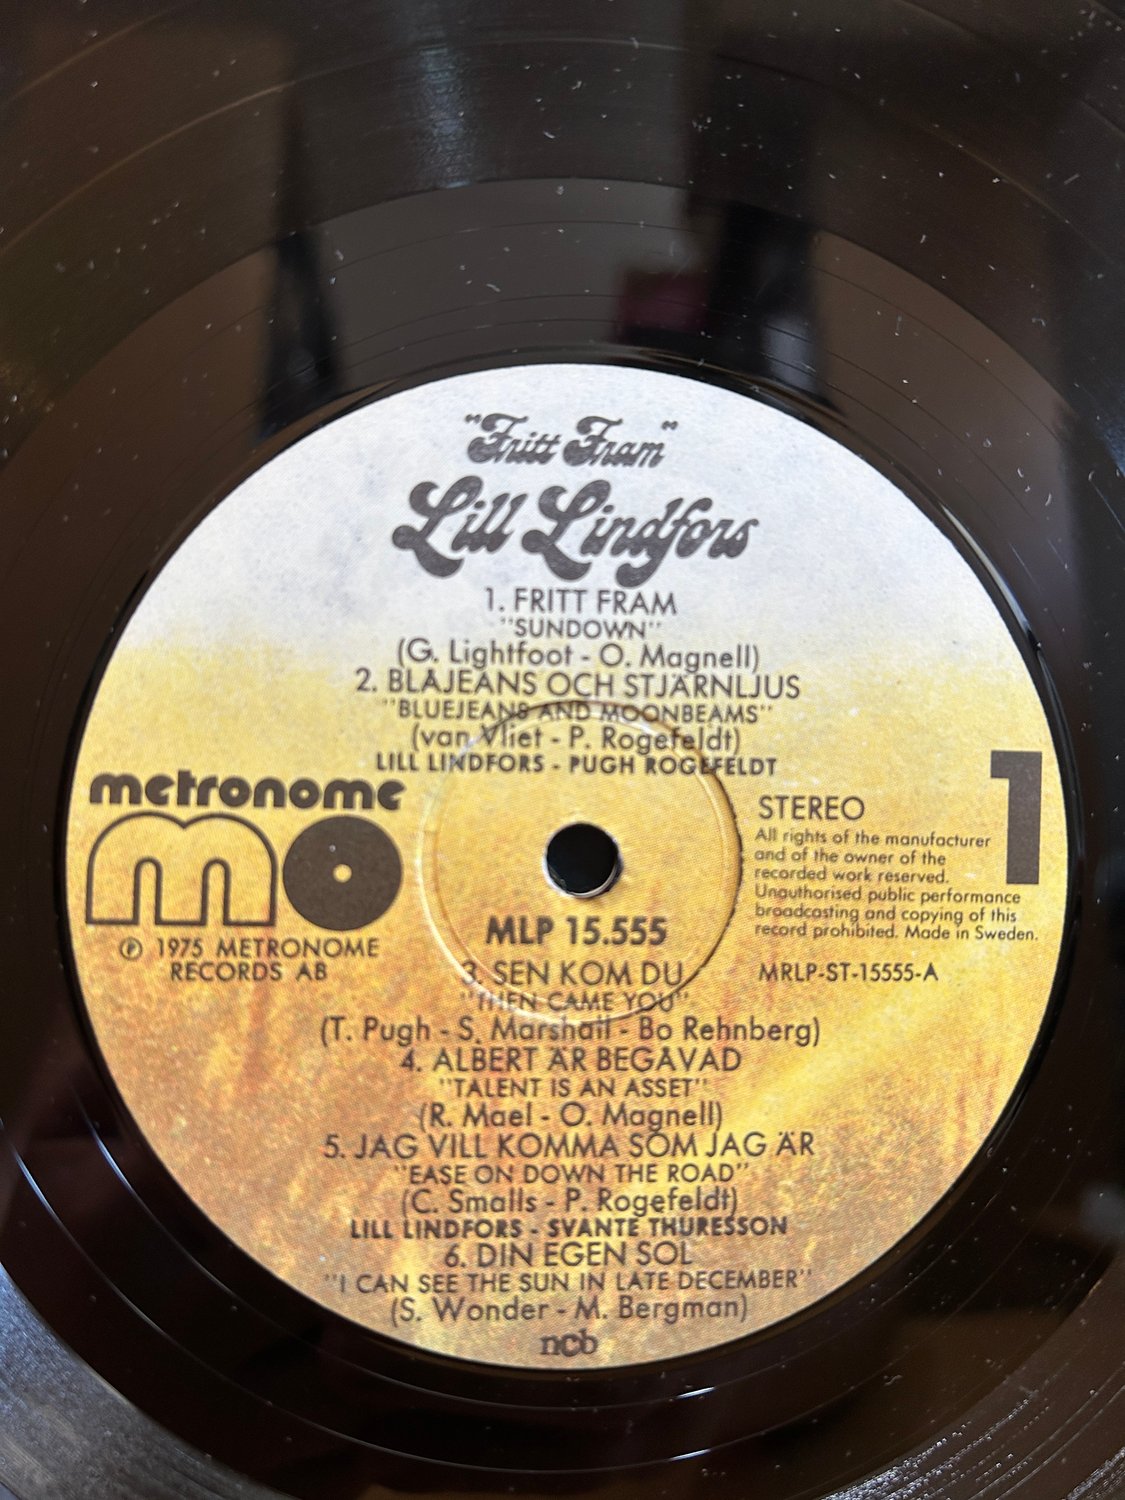 "Fritt Fram"
Lill Lindfors
1. FRITT FRAM
"SUNDOWN"
(G. Lightfoot - O. Magnell)
2. BLÅJEANS OCH STJÄRNLJUS
"BLUEJEANS AND MOONBEAMS"
(van Vliet - P. Rogefeldt)
LILL LINDFORS - PUGH ROGEFELDT
metronome
mo
℗ 1975 METRONOME
RECORDS AB
1
STEREO
All rights of the manufacturer
and of the owner of the
recorded work reserved.
Unauthorised public performance
broadcasting and copying of this
record prohibited. Made in Sweden.
MRLP-ST-15555-A
MLP 15.555
3. SEN KOM DU
"THEN CAME YOU"
(T. Pugh - S. Marshall - Bo Rehnberg)
4. ALBERT ÄR BEGÅVAD
"TALENT IS AN ASSET"
(R. Mael - O. Magnell)
5. JAG VILL KOMMA SOM JAG ÄR
"EASE ON DOWN THE ROAD"
(C. Smalls - P. Rogefeldt)
LILL LINDFORS - SVANTE THURESSON
6. DIN EGEN SOL
"I CAN SEE THE SUN IN LATE DECEMBER"
(S. Wonder - M. Bergman)
ncb